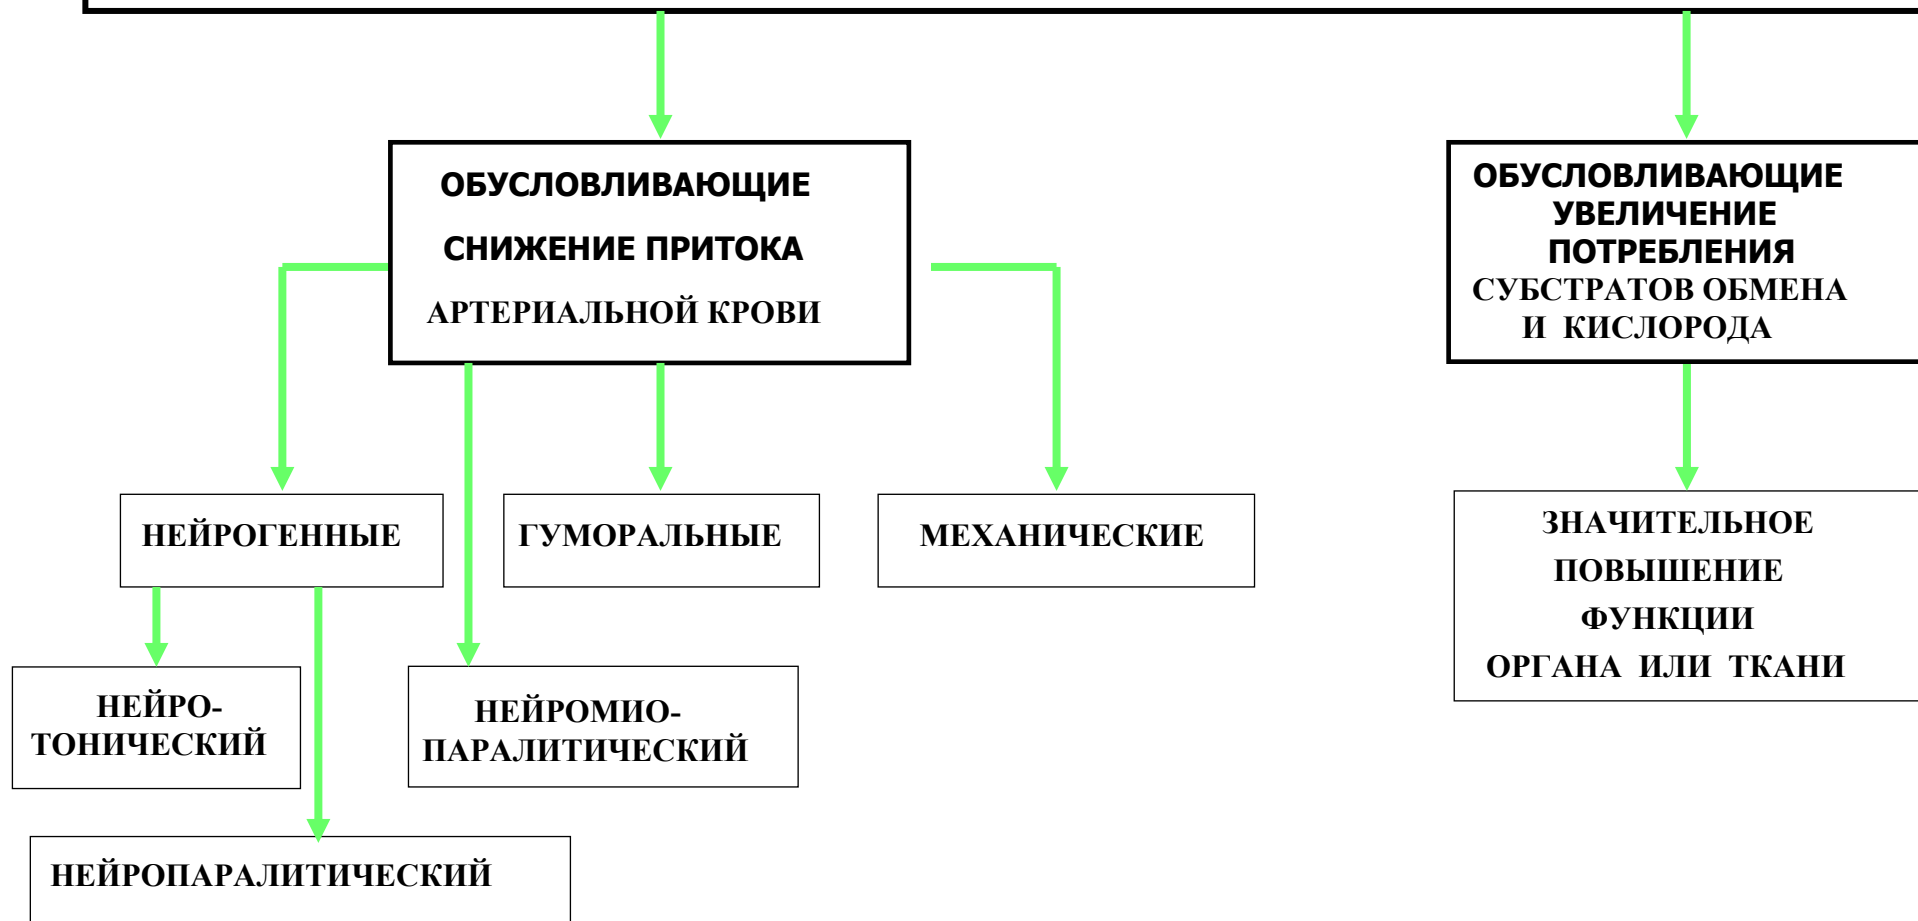 ОБУСЛОВЛИВАЮЩИЕ
СНИЖЕНИЕ ПРИТОКА
АРТЕРИАЛЬНОЙ КРОВИ
ОБУСЛОВЛИВАЮЩИЕ
УВЕЛИЧЕНИЕ
ПОТРЕБЛЕНИЯ
СУБСТРАТОВ ОБМЕНА
И КИСЛОРОДА
НЕЙРОГЕННЫЕ
ГУМОРАЛЬНЫЕ
МЕХАНИЧЕСКИЕ
ЗНАЧИТЕЛЬНОЕ
ПОВЫШЕНИЕ
ФУНКЦИИ
ОРГАНА ИЛИ ТКАНИ
НЕЙРО-
ТОНИЧЕСКИЙ
НЕЙРОМИО-
ПАРАЛИТИЧЕСКИЙ
НЕЙРОПАРАЛИТИЧЕСКИЙ